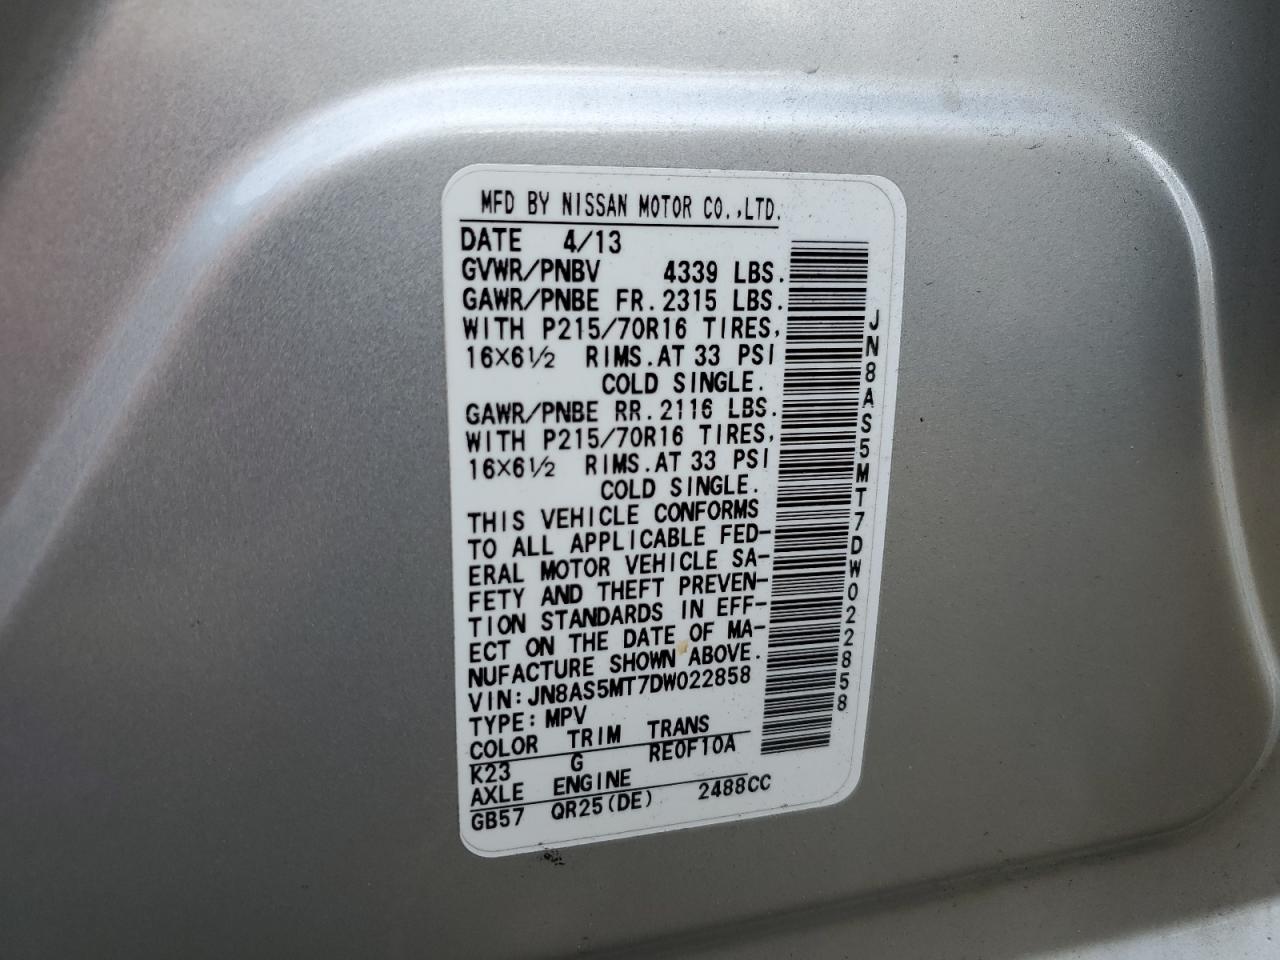 MFD BY NISSAN MOTOR CO.,LTD.
DATE 4/13
GVWR/PNBV 4339 LBS.
GAWR/PNBE FR. 2315 LBS.
WITH P215/70R16 TIRES,
16×6½ RIMS. AT 33 PSI
COLD SINGLE.
GAWR/PNBE RR. 2116 LBS.
WITH P215/70R16 TIRES,
16×6½ RIMS. AT 33 PSI
COLD SINGLE.
THIS VEHICLE CONFORMS
TO ALL APPLICABLE FED-
ERAL MOTOR VEHICLE SA-
FETY AND THEFT PREVEN-
TION STANDARDS IN EFF-
ECT ON THE DATE OF MA-
NUFACTURE SHOWN ABOVE.
VIN: JN8AS5MT7DW022858
TYPE: MPV
COLOR TRIM TRANS
K23 G RE0F10A
AXLE ENGINE
GB57 QR25(DE) 2488CC
JN8AS5MT7DW022858